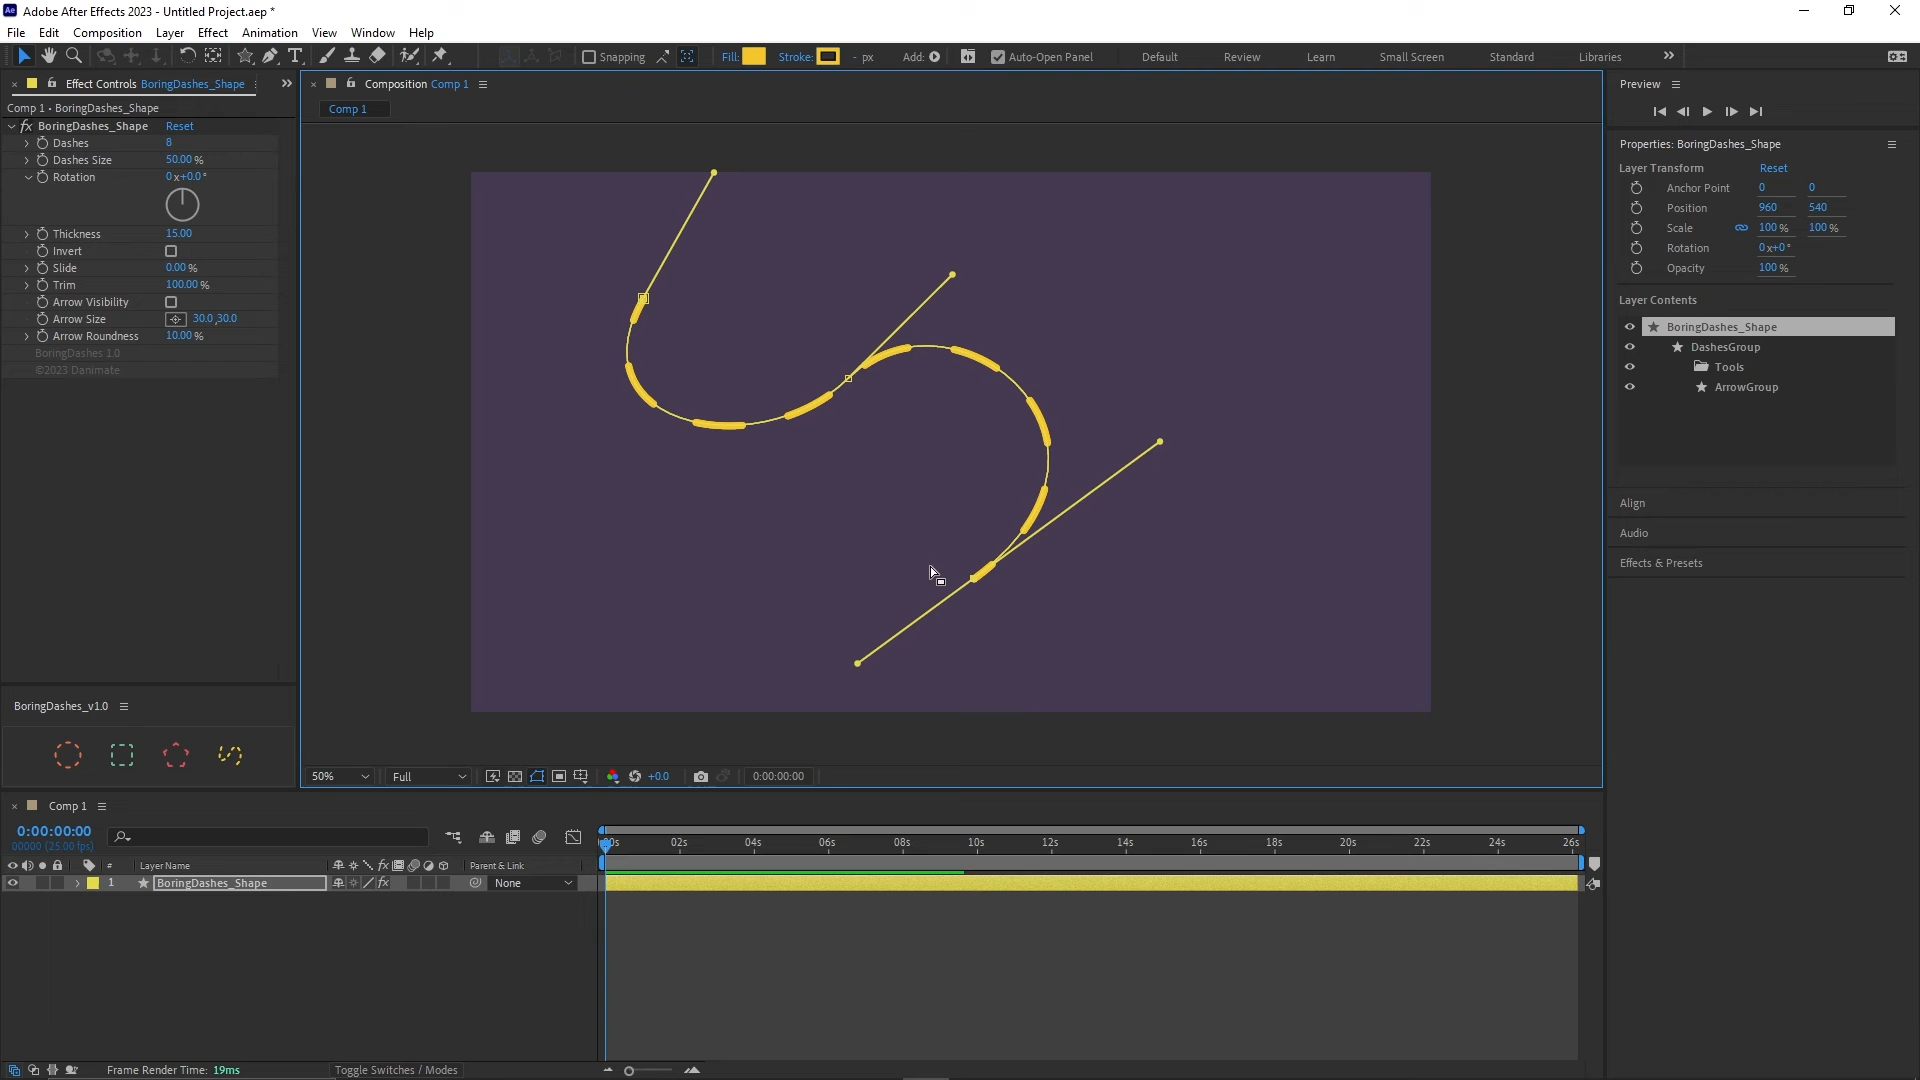 Ae Adobe After Effects 2023 - Untitled Project.aep *
File Edit Composition Layer Effect Animation View Window Help
Snapping Fill: Stroke: - px Add: Auto-Open Panel Default Review Learn Small Screen Standard Libraries
Effect Controls BoringDashes_Shape
Comp 1 • BoringDashes_Shape
fx BoringDashes_Shape Reset
Dashes 8
Dashes Size 50.00 %
Rotation 0x+0.0°
Thickness 15.00
Invert
Slide 0.00 %
Trim 100.00 %
Arrow Visibility
Arrow Size 30.0,30.0
Arrow Roundness 10.00 %
BoringDashes 1.0
©2023 Danimate
BoringDashes_v1.0
Composition Comp 1
Comp 1
50% Full +0.0 0:00:00:00
Preview
Properties: BoringDashes_Shape
Layer Transform Reset
Anchor Point 0 0
Position 960 540
Scale 100 % 100 %
Rotation 0x+0°
Opacity 100 %
Layer Contents
BoringDashes_Shape
DashesGroup
Tools
ArrowGroup
Align
Audio
Effects & Presets
Comp 1
0:00:00:00
00000 (25.00 fps)
02s 04s 06s 08s 10s 12s 14s 16s 18s 20s 22s 24s 26s
# Layer Name fx Parent & Link
1 BoringDashes_Shape fx None
Frame Render Time: 19ms Toggle Switches / Modes